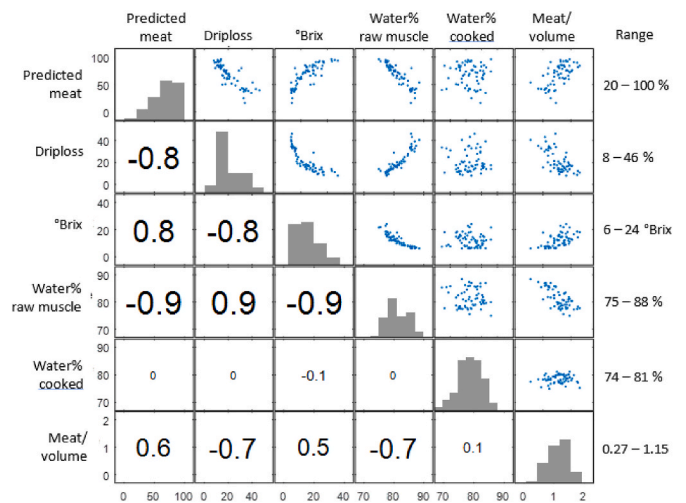 Predicted meat Driploss °Brix Water% raw muscle Water% cooked Meat/ volume Range
Predicted meat 100 50 0 20 – 100 %
Driploss 40 20 0 -0.8 8 – 46 %
°Brix 40 20 0 0.8 -0.8 6 – 24 °Brix
Water% raw muscle 90 80 70 -0.9 0.9 -0.9 75 – 88 %
Water% cooked 90 80 70 0 0 -0.1 0 74 – 81 %
Meat/ volume 2 1 0 0.6 -0.7 0.5 -0.7 0.1 0.27 – 1.15
0 50 100 0 20 40 0 20 40 70 80 90 70 80 90 0 1 2